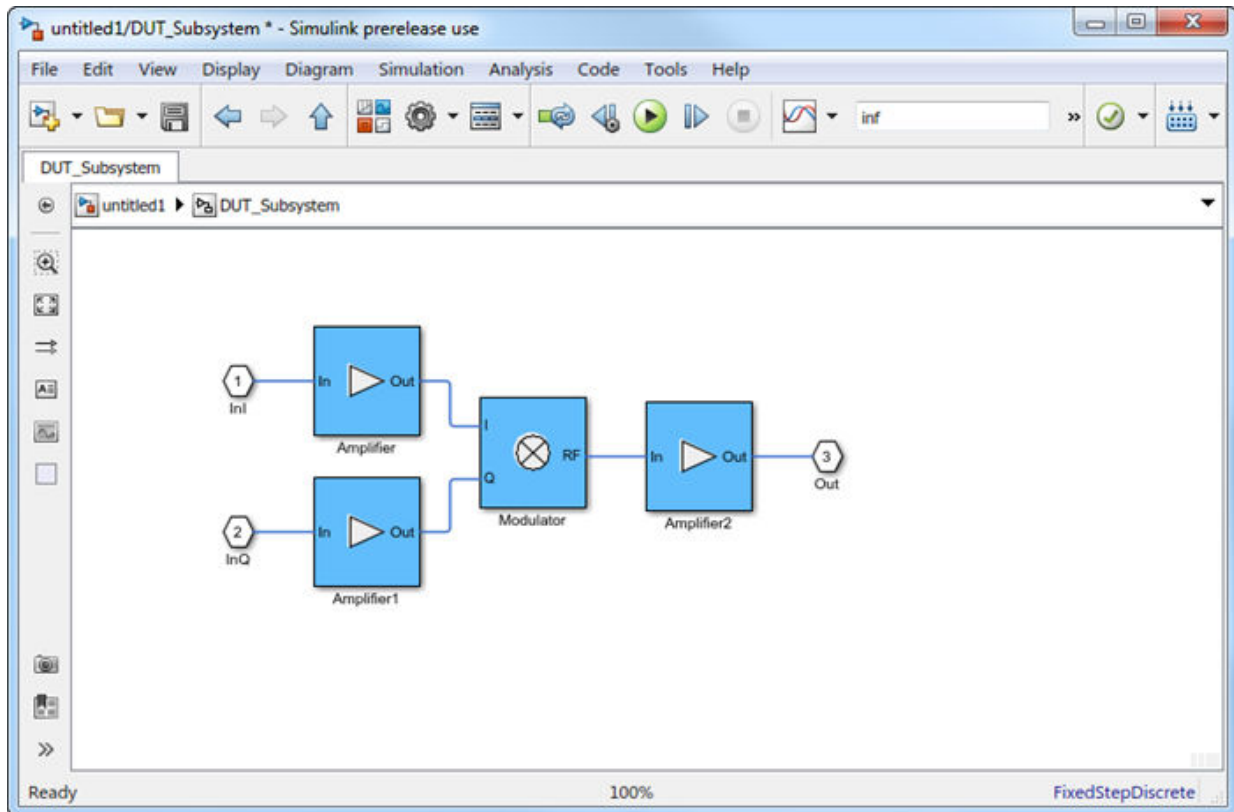 untitled1/DUT_Subsystem * - Simulink prerelease use
File Edit View Display Diagram Simulation Analysis Code Tools Help
inf
»
DUT_Subsystem
untitled1 DUT_Subsystem
1
InI
In Out
Amplifier
2
InQ
In Out
Amplifier1
I
Q
RF
Modulator
In Out
Amplifier2
3
Out
»
Ready 100% FixedStepDiscrete